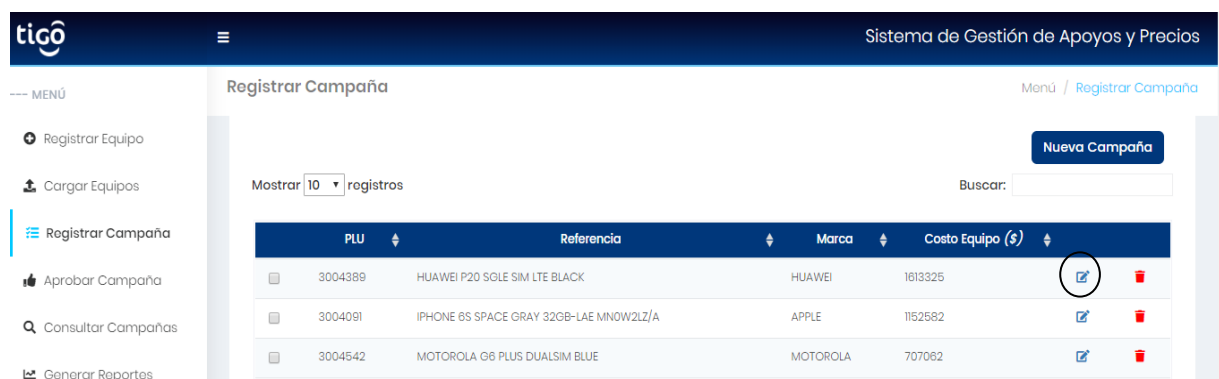 tigô
Sistema de Gestión de Apoyos y Precios
--- MENÚ
Registrar Campaña
Menú / Registrar Campaña
Registrar Equipo
Nueva Campaña
Cargar Equipos
Mostrar 10 registros
Buscar:
Registrar Campaña
PLU Referencia Marca Costo Equipo ($)
Aprobar Campaña
3004389 HUAWEI P20 SGLE SIM LTE BLACK HUAWEI 1613325
Consultar Campañas
3004091 IPHONE 6S SPACE GRAY 32GB-LAE MN0W2LZ/A APPLE 1152582
3004542 MOTOROLA G6 PLUS DUALSIM BLUE MOTOROLA 707062
Generar Reportes